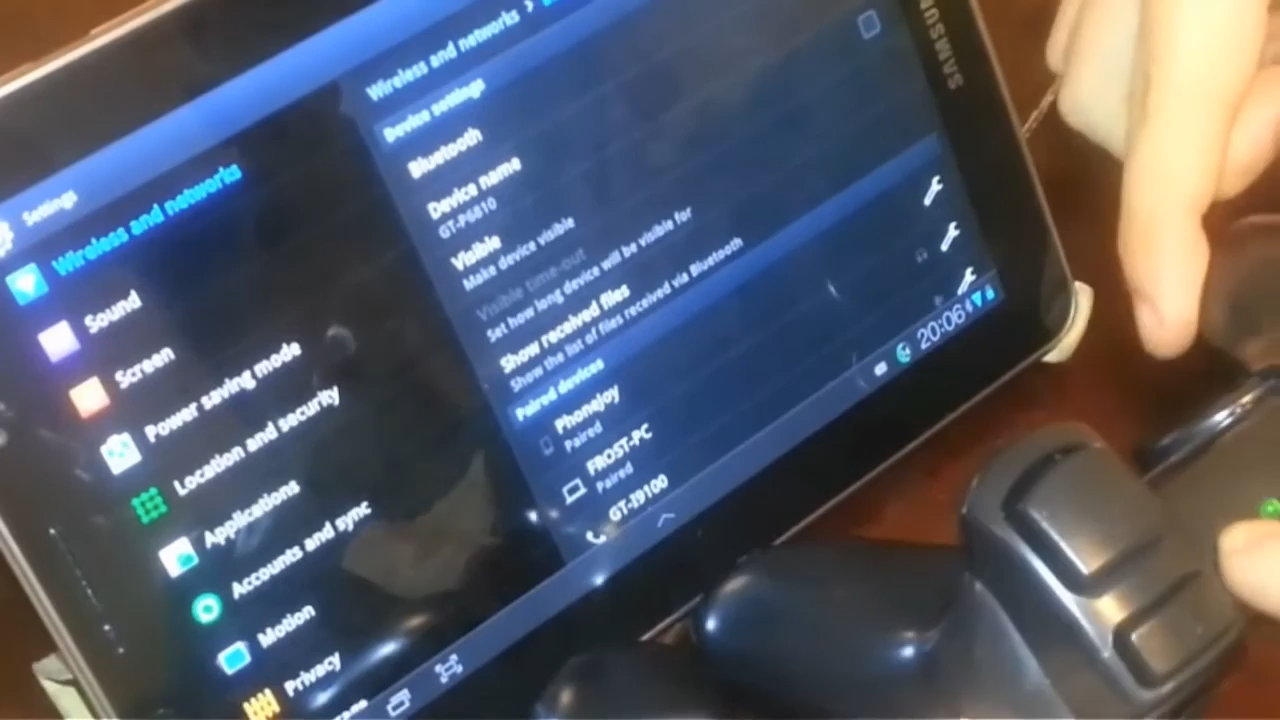 Settings
Wireless and networks
Sound
Screen
Power saving mode
Location and security
Applications
Accounts and sync
Motion
Privacy
Wireless and networks >
Device settings
Bluetooth
Device name
GT-P6810
Visible
Make device visible
Visible time-out
Set how long device will be visible for
Show received files
Show the list of files received via Bluetooth
Paired devices
PhoneJoy
Paired
FROST-PC
Paired
GT-I9100
20:06
SAMSUNG